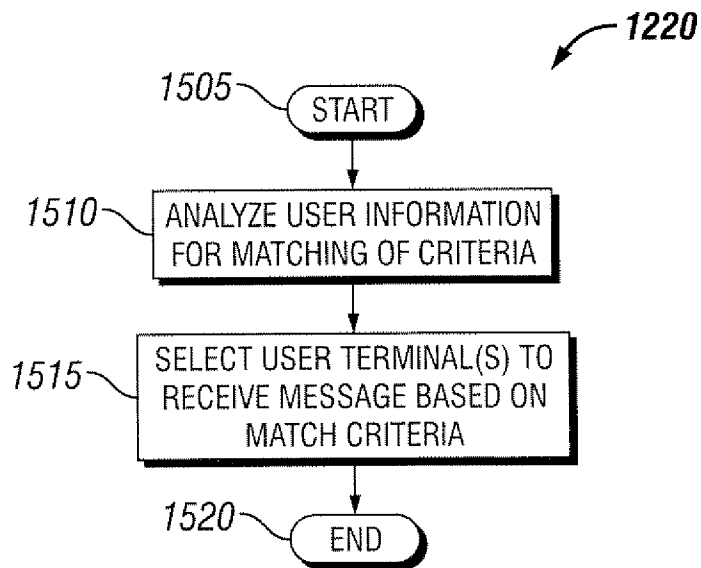 1220
1505
START
1510
ANALYZE USER INFORMATION
FOR MATCHING OF CRITERIA
1515
SELECT USER TERMINAL(S) TO
RECEIVE MESSAGE BASED ON
MATCH CRITERIA
1520
END